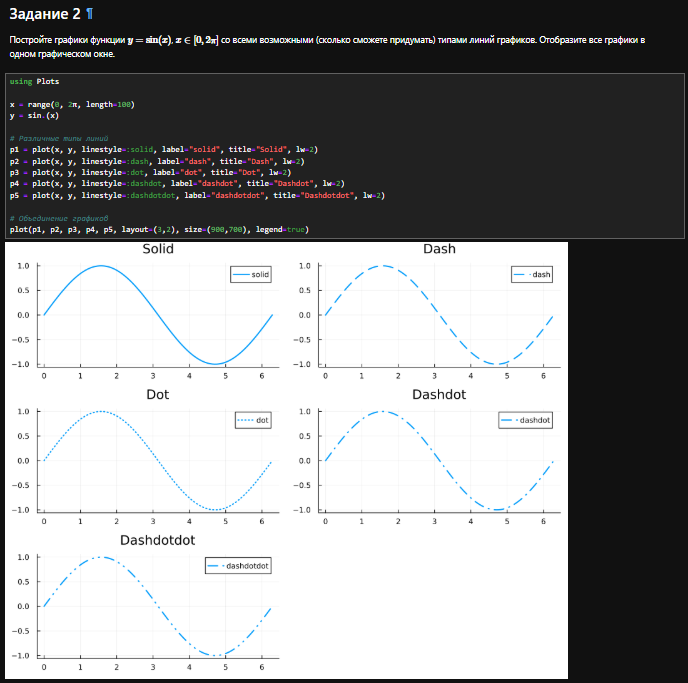 Задание 2 ¶
Постройте графики функции y = sin(x), x ∈ [0, 2π] со всеми возможными (сколько сможете придумать) типами линий графиков. Отобразите все графики в
одном графическом окне.
using Plots
x = range(0, 2π, length=100)
y = sin.(x)
# Различные типы линий
p1 = plot(x, y, linestyle=:solid, label="solid", title="Solid", lw=2)
p2 = plot(x, y, linestyle=:dash, label="dash", title="Dash", lw=2)
p3 = plot(x, y, linestyle=:dot, label="dot", title="Dot", lw=2)
p4 = plot(x, y, linestyle=:dashdot, label="dashdot", title="Dashdot", lw=2)
p5 = plot(x, y, linestyle=:dashdotdot, label="dashdotdot", title="Dashdotdot", lw=2)
# Объединение графиков
plot(p1, p2, p3, p4, p5, layout=(3,2), size=(900,700), legend=true)
Solid
solid
1.0
0.5
0.0
−0.5
−1.0
0 1 2 3 4 5 6
Dash
dash
1.0
0.5
0.0
−0.5
−1.0
0 1 2 3 4 5 6
Dot
dot
1.0
0.5
0.0
−0.5
−1.0
0 1 2 3 4 5 6
Dashdot
dashdot
1.0
0.5
0.0
−0.5
−1.0
0 1 2 3 4 5 6
Dashdotdot
dashdotdot
1.0
0.5
0.0
−0.5
−1.0
0 1 2 3 4 5 6